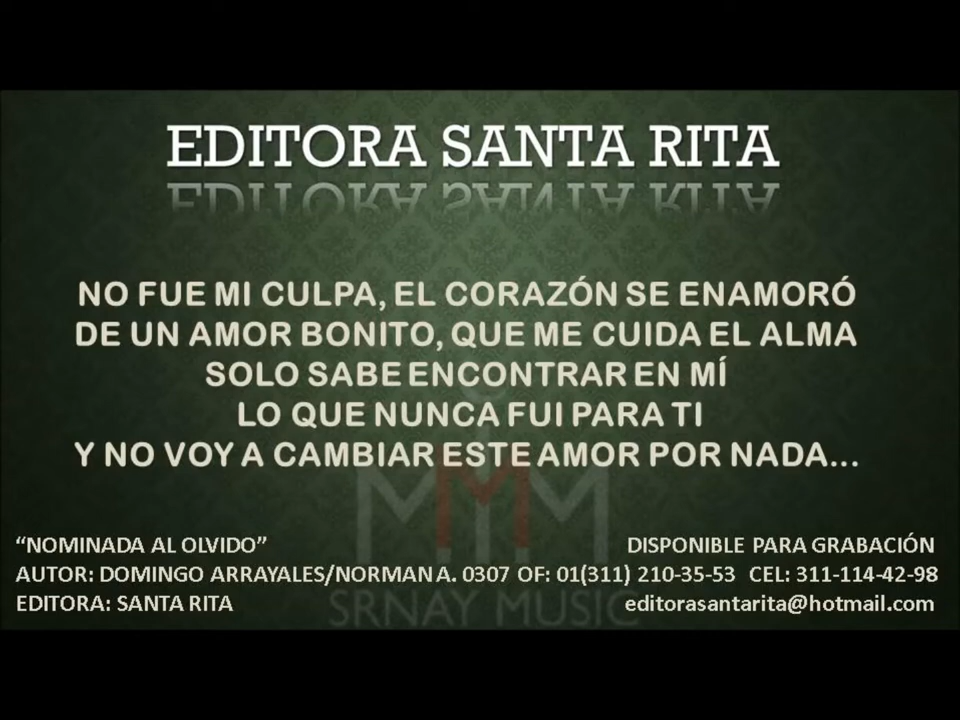 EDITORA SANTA RITA
NO FUE MI CULPA, EL CORAZÓN SE ENAMORÓ
DE UN AMOR BONITO, QUE ME CUIDA EL ALMA
SOLO SABE ENCONTRAR EN MÍ
LO QUE NUNCA FUI PARA TI
Y NO VOY A CAMBIAR ESTE AMOR POR NADA...
MMM
“NOMINADA AL OLVIDO” DISPONIBLE PARA GRABACIÓN
AUTOR: DOMINGO ARRAYALES/NORMAN A. 0307 OF: 01(311) 210-35-53 CEL: 311-114-42-98
EDITORA: SANTA RITA editorasantarita@hotmail.com
SRNAY MUSIC